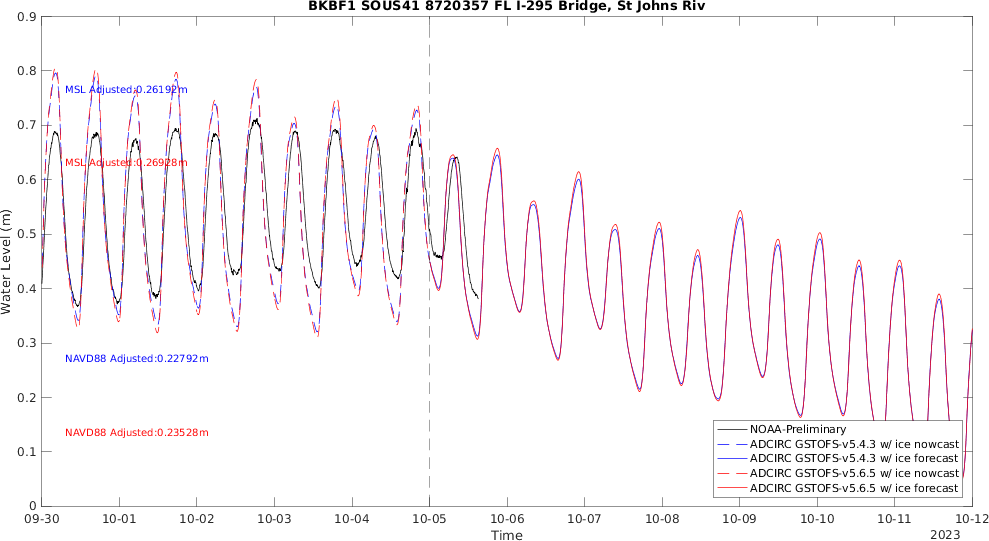 BKBF1 SOUS41 8720357 FL I-295 Bridge, St Johns Riv
Water Level (m)
0.9
0.8
0.7
0.6
0.5
0.4
0.3
0.2
0.1
0
MSL Adjusted:0.26192m
MSL Adjusted:0.26928m
NAVD88 Adjusted:0.22792m
NAVD88 Adjusted:0.23528m
NOAA-Preliminary
ADCIRC GSTOFS-v5.4.3 w/ ice nowcast
ADCIRC GSTOFS-v5.4.3 w/ ice forecast
ADCIRC GSTOFS-v5.6.5 w/ ice nowcast
ADCIRC GSTOFS-v5.6.5 w/ ice forecast
09-30 10-01 10-02 10-03 10-04 10-05 10-06 10-07 10-08 10-09 10-10 10-11 10-12
Time
2023